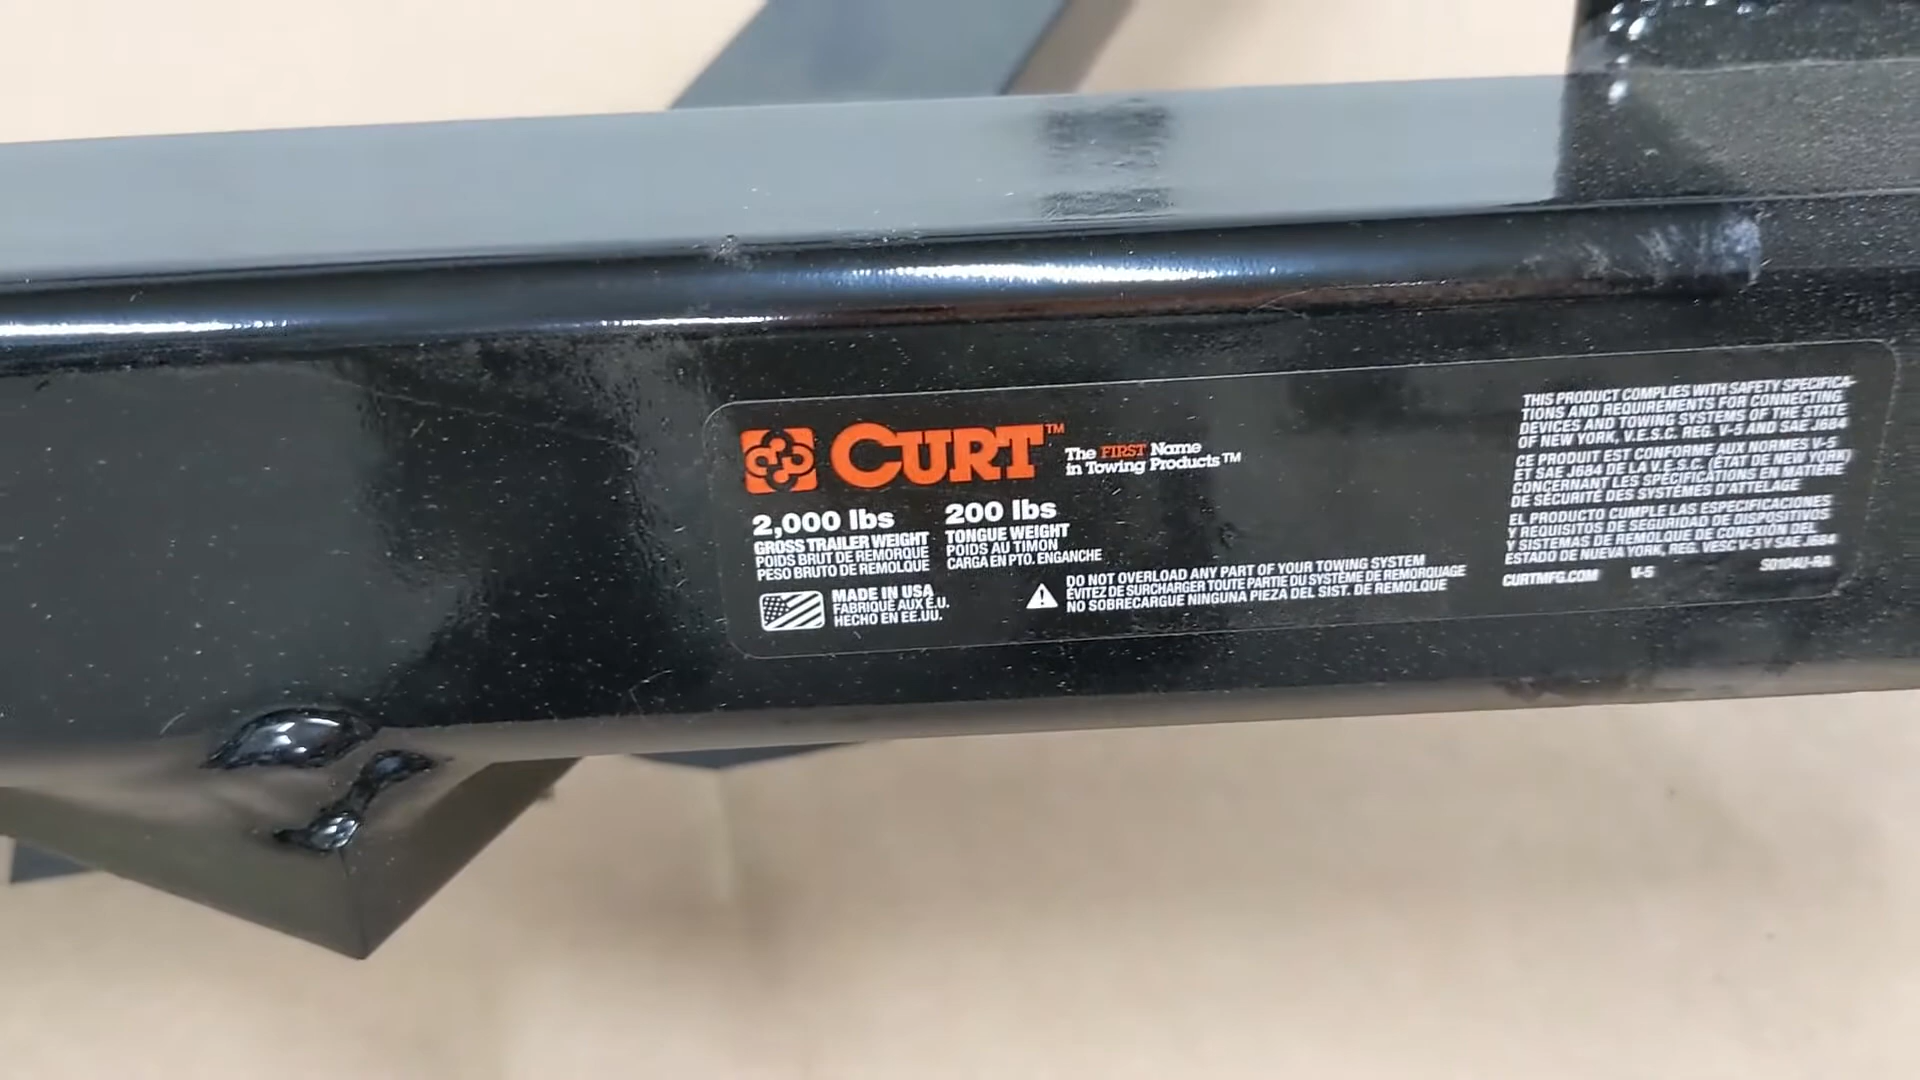 CURT™
The FIRST Name
in Towing Products™
2,000 lbs
GROSS TRAILER WEIGHT
POIDS BRUT DE REMORQUE
PESO BRUTO DE REMOLQUE
200 lbs
TONGUE WEIGHT
POIDS AU TIMON
CARGA EN PTO. ENGANCHE
MADE IN USA
FABRIQUÉ AUX É.U.
HECHO EN EE.UU.
DO NOT OVERLOAD ANY PART OF YOUR TOWING SYSTEM
ÉVITEZ DE SURCHARGER TOUTE PARTIE DU SYSTÈME DE REMORQUAGE
NO SOBRECARGUE NINGUNA PIEZA DEL SIST. DE REMOLQUE
THIS PRODUCT COMPLIES WITH SAFETY SPECIFICA-
TIONS AND REQUIREMENTS FOR CONNECTING
DEVICES AND TOWING SYSTEMS OF THE STATE
OF NEW YORK, V.E.S.C. REG. V-5 AND SAE J684
CE PRODUIT EST CONFORME AUX NORMES V-5
ET SAE J684 DE LA V.E.S.C. (ÉTAT DE NEW YORK)
CONCERNANT LES SPÉCIFICATIONS EN MATIÈRE
DE SÉCURITÉ DES SYSTÈMES D'ATTELAGE
EL PRODUCTO CUMPLE LAS ESPECIFICACIONES
Y REQUISITOS DE SEGURIDAD DE DISPOSITIVOS
Y SISTEMAS DE REMOLQUE DE CONEXIÓN DEL
ESTADO DE NUEVA YORK, REG. VESC V-5 Y SAE J684
CURTMFG.COM V-5 S0104U-RA